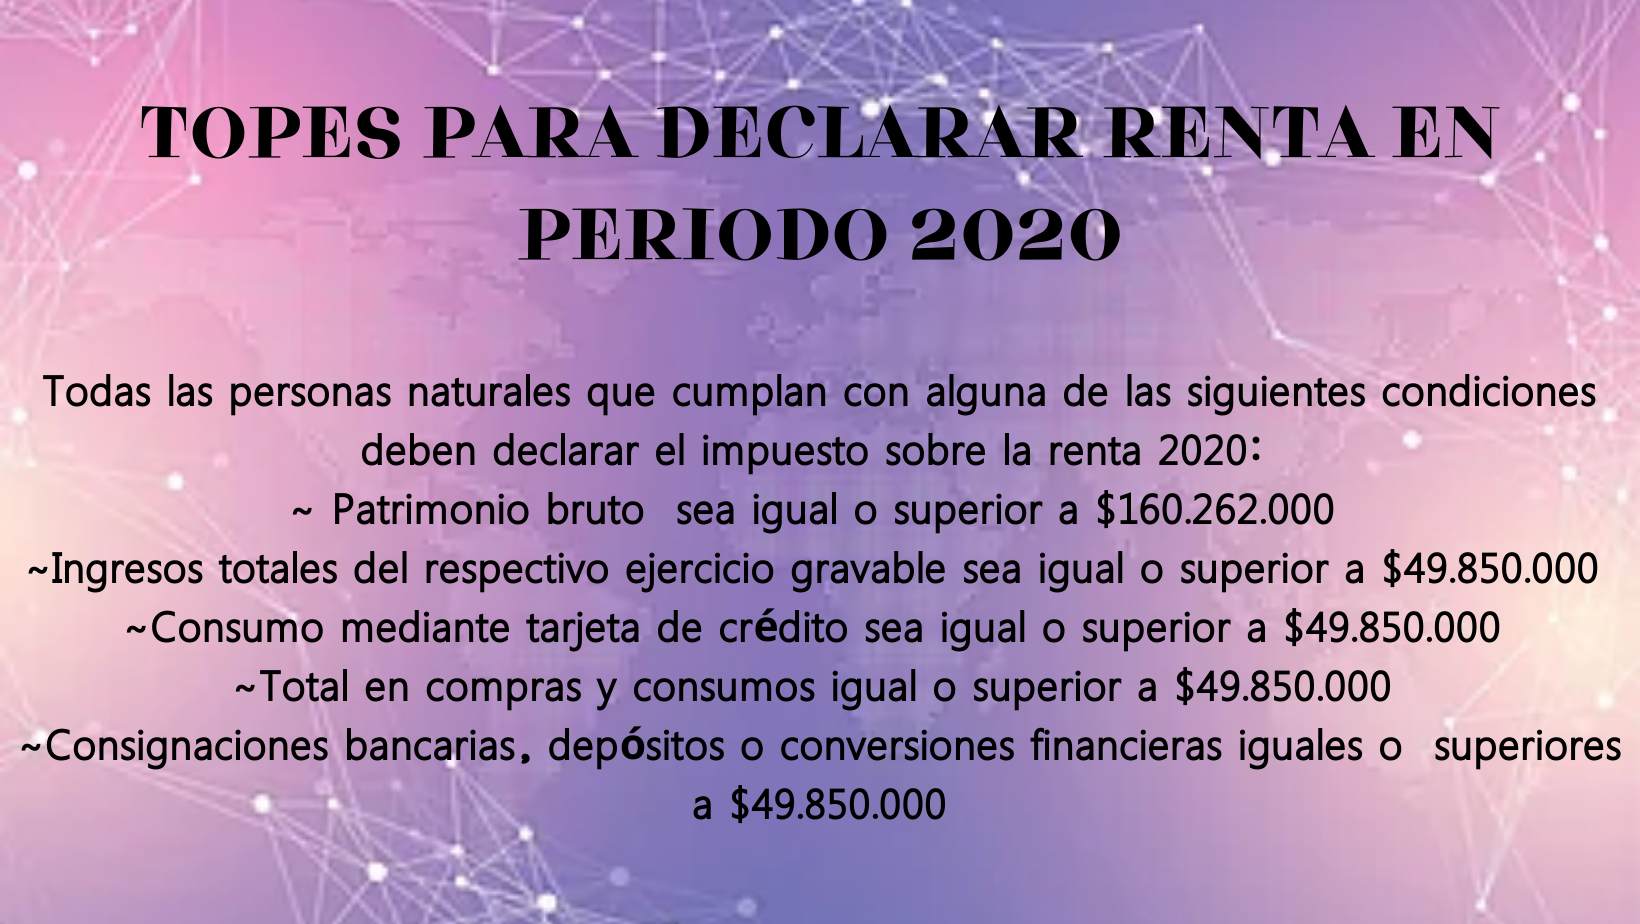 TOPES PARA DECLARAR RENTA EN
PERIODO 2020
Todas las personas naturales que cumplan con alguna de las siguientes condiciones
deben declarar el impuesto sobre la renta 2020:
~ Patrimonio bruto  sea igual o superior a $160.262.000
~Ingresos totales del respectivo ejercicio gravable sea igual o superior a $49.850.000
~Consumo mediante tarjeta de crédito sea igual o superior a $49.850.000
~Total en compras y consumos igual o superior a $49.850.000
~Consignaciones bancarias, depósitos o conversiones financieras iguales o  superiores
a $49.850.000